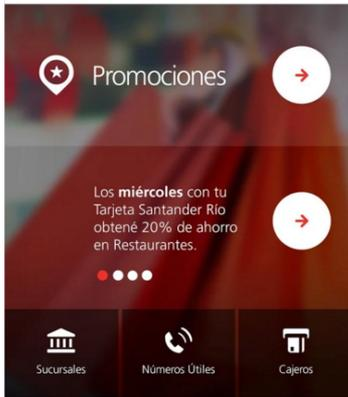 Promociones
Los miércoles con tu
Tarjeta Santander Río
obtené 20% de ahorro
en Restaurantes.
Sucursales
Números Útiles
Cajeros